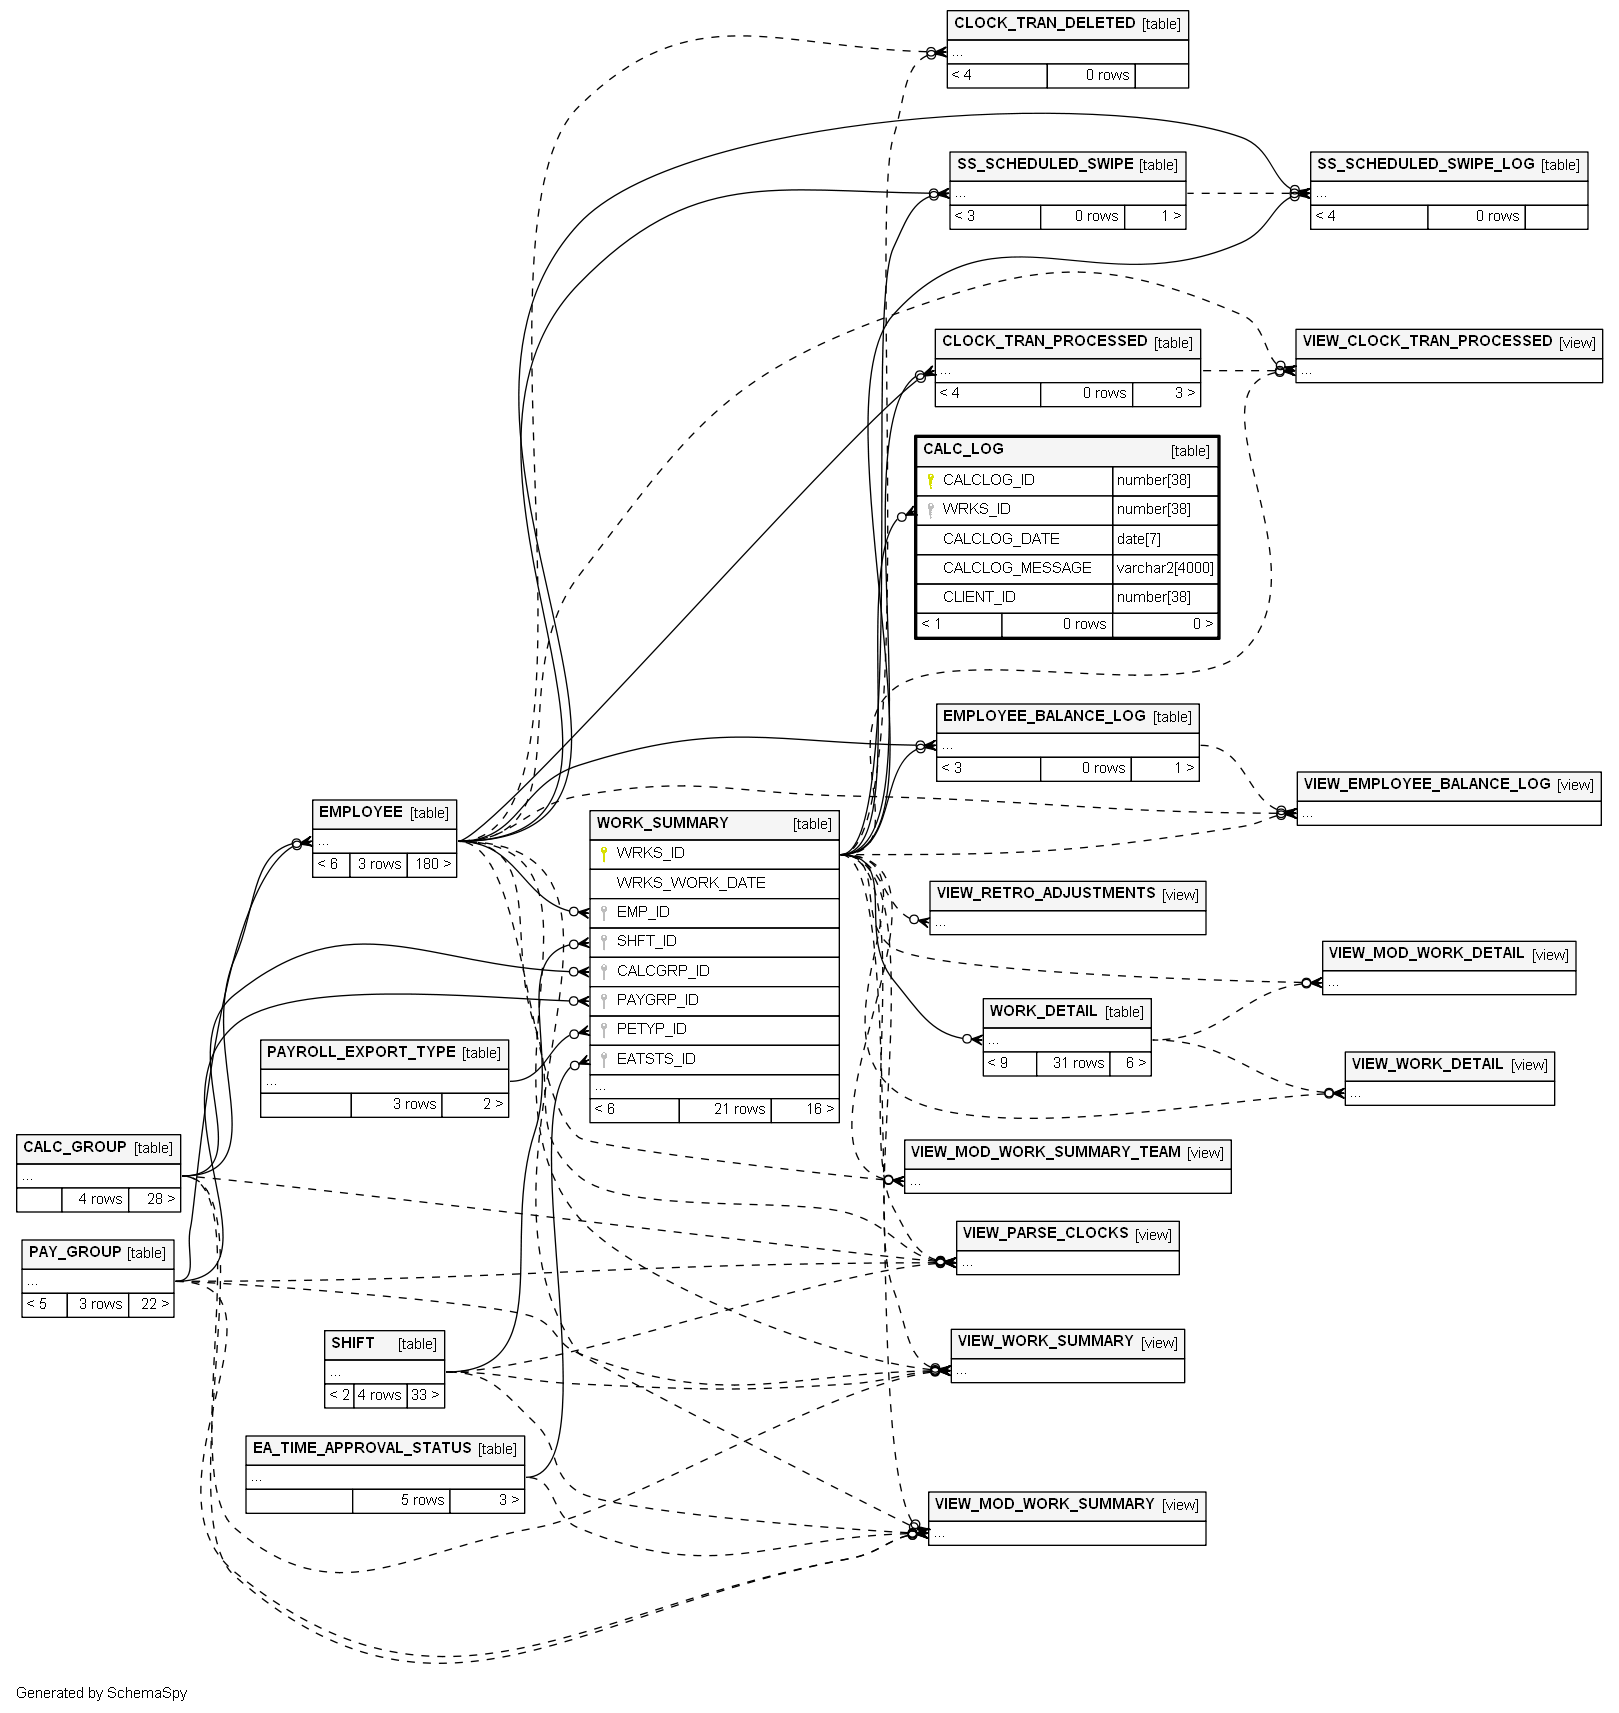 CLOCK_TRAN_DELETED [table]
...
< 4 0 rows
SS_SCHEDULED_SWIPE [table]
...
< 3 0 rows 1 >
SS_SCHEDULED_SWIPE_LOG [table]
...
< 4 0 rows
CLOCK_TRAN_PROCESSED [table]
...
< 4 0 rows 3 >
VIEW_CLOCK_TRAN_PROCESSED [view]
...
CALC_LOG [table]
CALCLOG_ID number[38]
WRKS_ID number[38]
CALCLOG_DATE date[7]
CALCLOG_MESSAGE varchar2[4000]
CLIENT_ID number[38]
< 1 0 rows 0 >
EMPLOYEE_BALANCE_LOG [table]
...
< 3 0 rows 1 >
VIEW_EMPLOYEE_BALANCE_LOG [view]
...
EMPLOYEE [table]
...
< 6 3 rows 180 >
WORK_SUMMARY [table]
WRKS_ID
WRKS_WORK_DATE
EMP_ID
SHFT_ID
CALCGRP_ID
PAYGRP_ID
PETYP_ID
EATSTS_ID
...
< 6 21 rows 16 >
VIEW_RETRO_ADJUSTMENTS [view]
...
VIEW_MOD_WORK_DETAIL [view]
...
WORK_DETAIL [table]
...
< 9 31 rows 6 >
VIEW_WORK_DETAIL [view]
...
PAYROLL_EXPORT_TYPE [table]
...
3 rows 2 >
CALC_GROUP [table]
...
4 rows 28 >
VIEW_MOD_WORK_SUMMARY_TEAM [view]
...
PAY_GROUP [table]
...
< 5 3 rows 22 >
VIEW_PARSE_CLOCKS [view]
...
SHIFT [table]
...
< 2 4 rows 33 >
VIEW_WORK_SUMMARY [view]
...
EA_TIME_APPROVAL_STATUS [table]
...
5 rows 3 >
VIEW_MOD_WORK_SUMMARY [view]
...
Generated by SchemaSpy